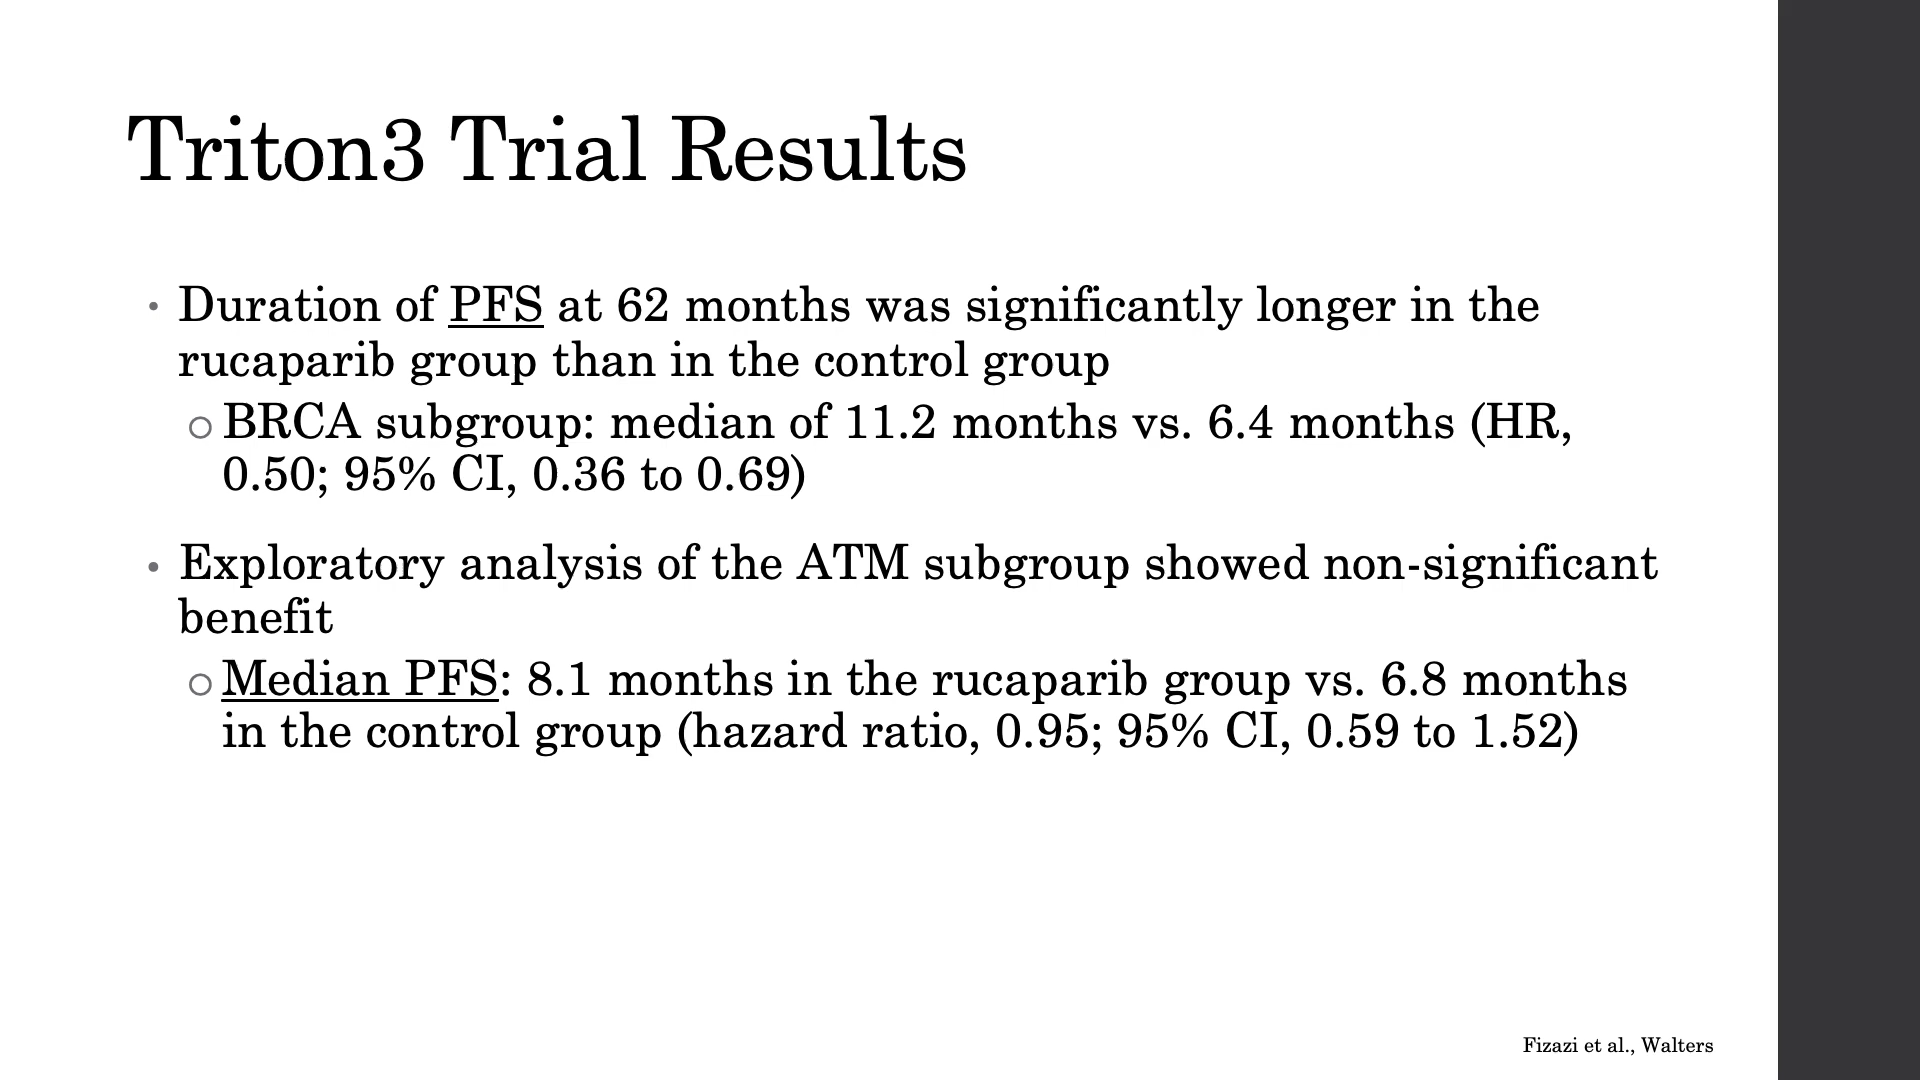 Triton3 Trial Results
• Duration of PFS at 62 months was significantly longer in the
rucaparib group than in the control group
○ BRCA subgroup: median of 11.2 months vs. 6.4 months (HR,
0.50; 95% CI, 0.36 to 0.69)
• Exploratory analysis of the ATM subgroup showed non-significant
benefit
○ Median PFS: 8.1 months in the rucaparib group vs. 6.8 months
in the control group (hazard ratio, 0.95; 95% CI, 0.59 to 1.52)
Fizazi et al., Walters